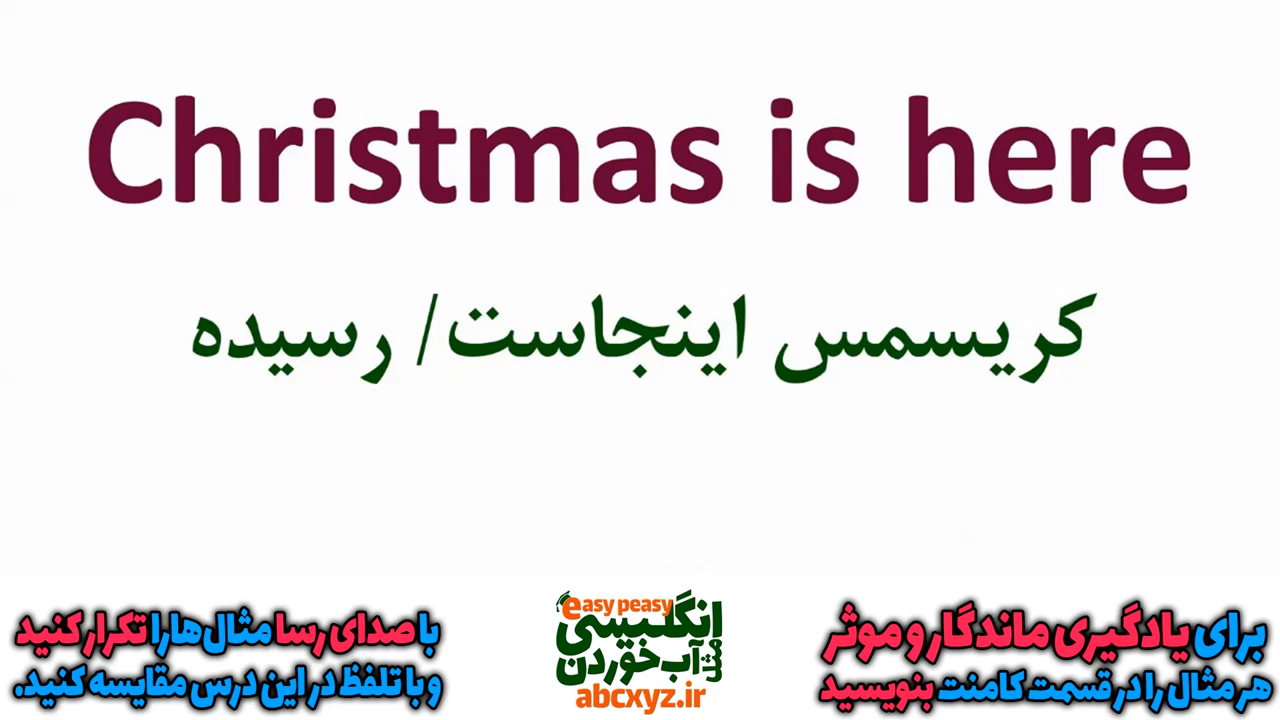 Christmas is here
کریسمس اینجاست/ رسیده
برای یادگیری ماندگار و موثر
هر مثال را در قسمت کامنت بنویسید
easy peasy
انگلیسی
مثل
آب خوردن
abcxyz.ir
با صدای رسا مثال‌ها را تکرار کنید
و با تلفظ در این درس مقایسه کنید.